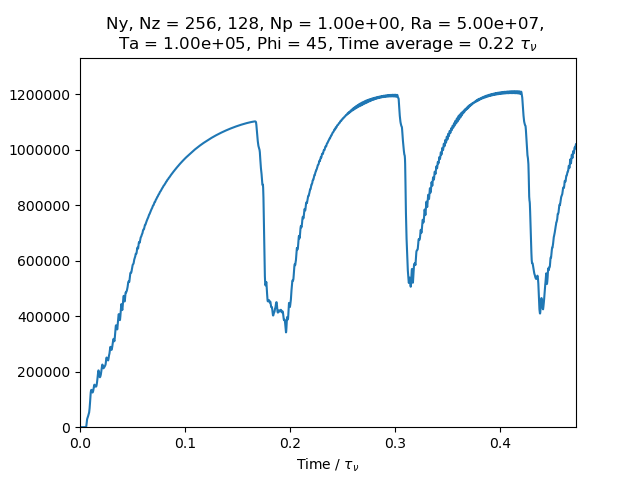 Ny, Nz = 256, 128, Np = 1.00e+00, Ra = 5.00e+07,
Ta = 1.00e+05, Phi = 45, Time average = 0.22 τν
1200000
1000000
800000
600000
400000
200000
0
0.0 0.1 0.2 0.3 0.4
Time / τν